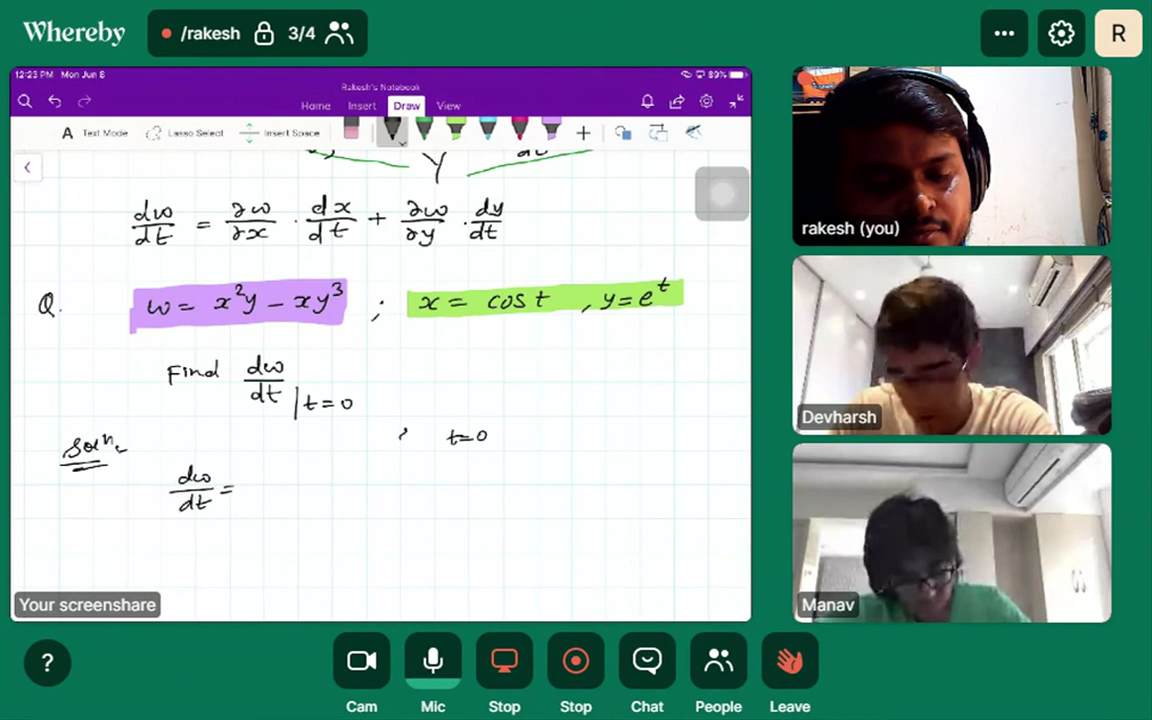 Whereby
/rakesh 3/4
R
12:23 PM Mon Jun 8
89%
Rakesh's Notebook
Home Insert Draw View
A Text Mode Lasso Select Insert Space
Y
dw/dt = ∂w/∂x · dx/dt + ∂w/∂y · dy/dt
Q. w = x²y − xy³ ; x = cos t , y = e^t
Find dw/dt | t = 0
t=0
Solⁿ:
dw/dt =
Your screenshare
rakesh (you)
Devharsh
Manav
?
Cam Mic Stop Stop Chat People Leave